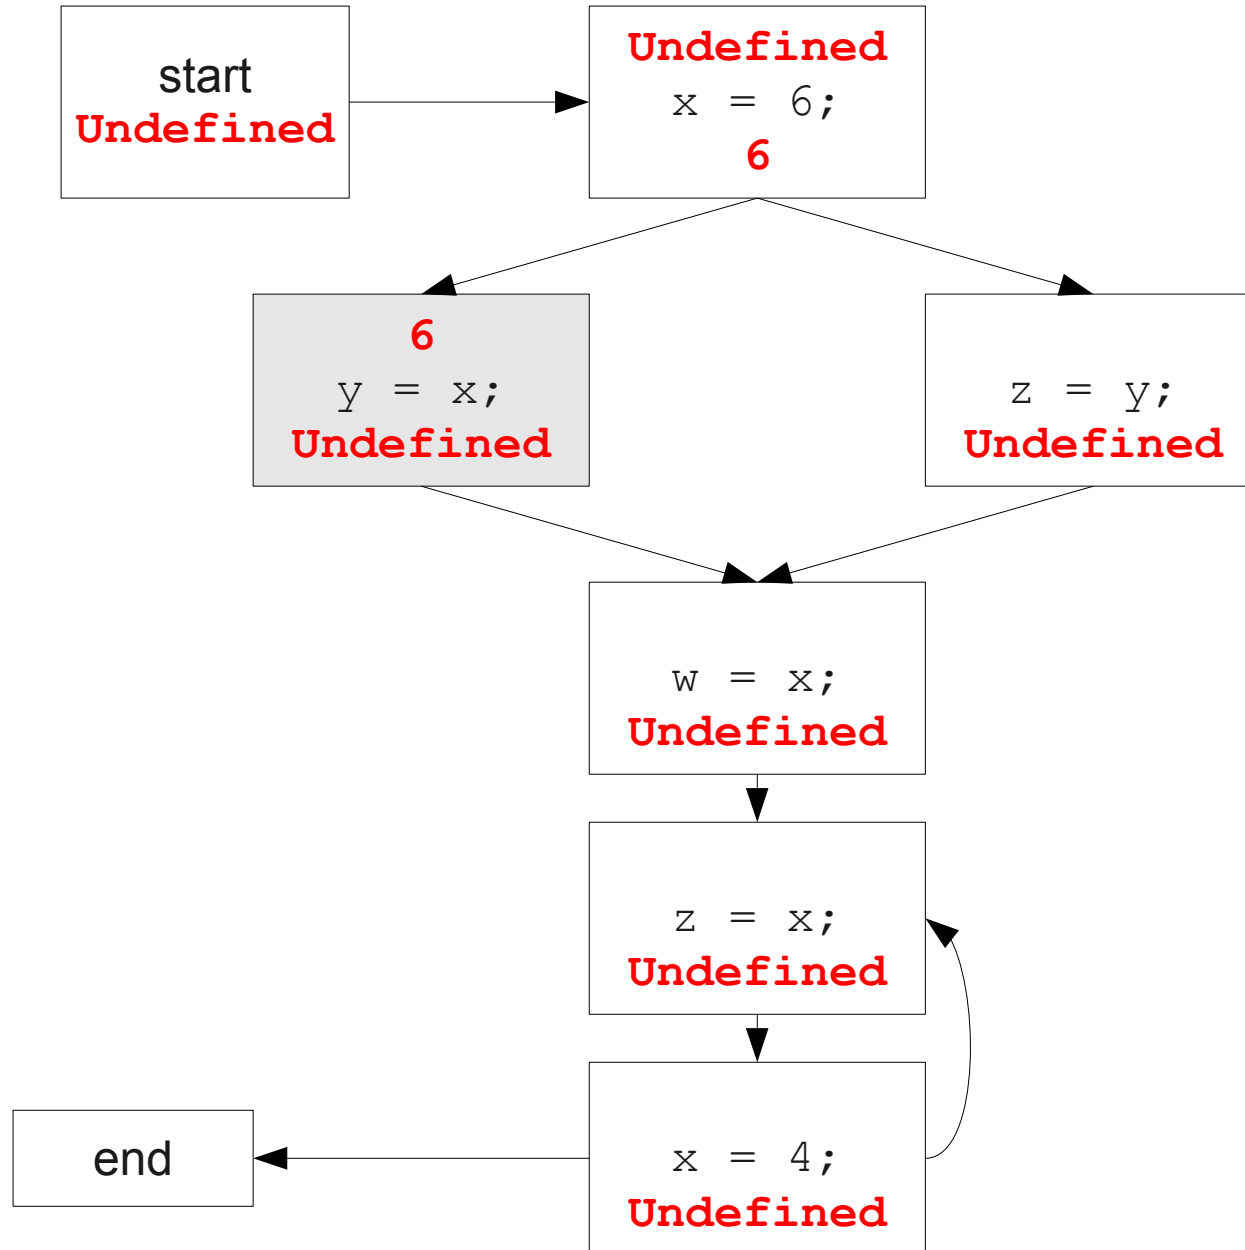 start
Undefined
Undefined
x = 6;
6
6
y = x;
Undefined
z = y;
Undefined
w = x;
Undefined
z = x;
Undefined
end
x = 4;
Undefined